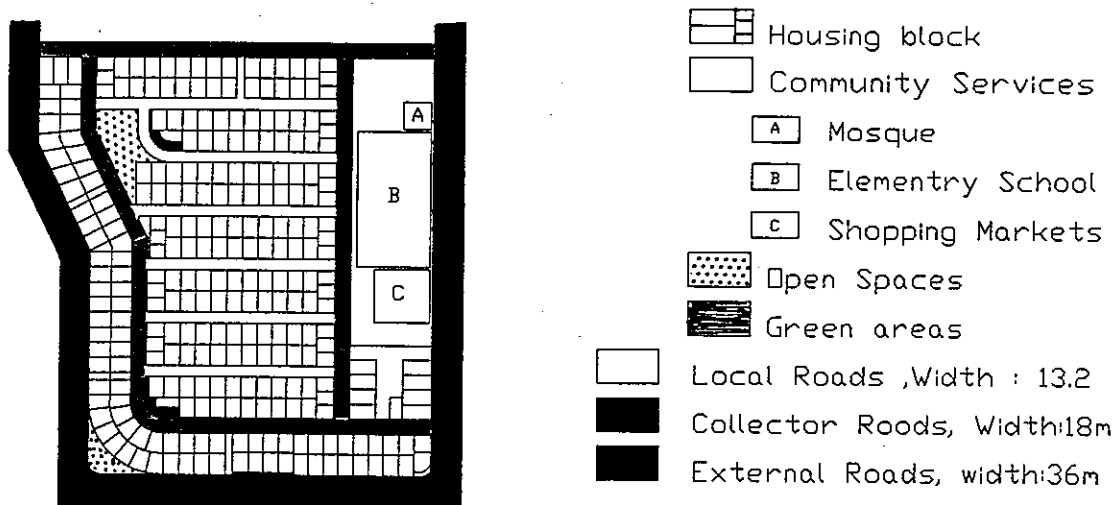 Housing block
Community Services
A Mosque
B Elementry School
C Shopping Markets
Open Spaces
Green areas
Local Roads ,Width : 13.2
Collector Roods, Width:18m
External Roads, width:36m
A
B
C